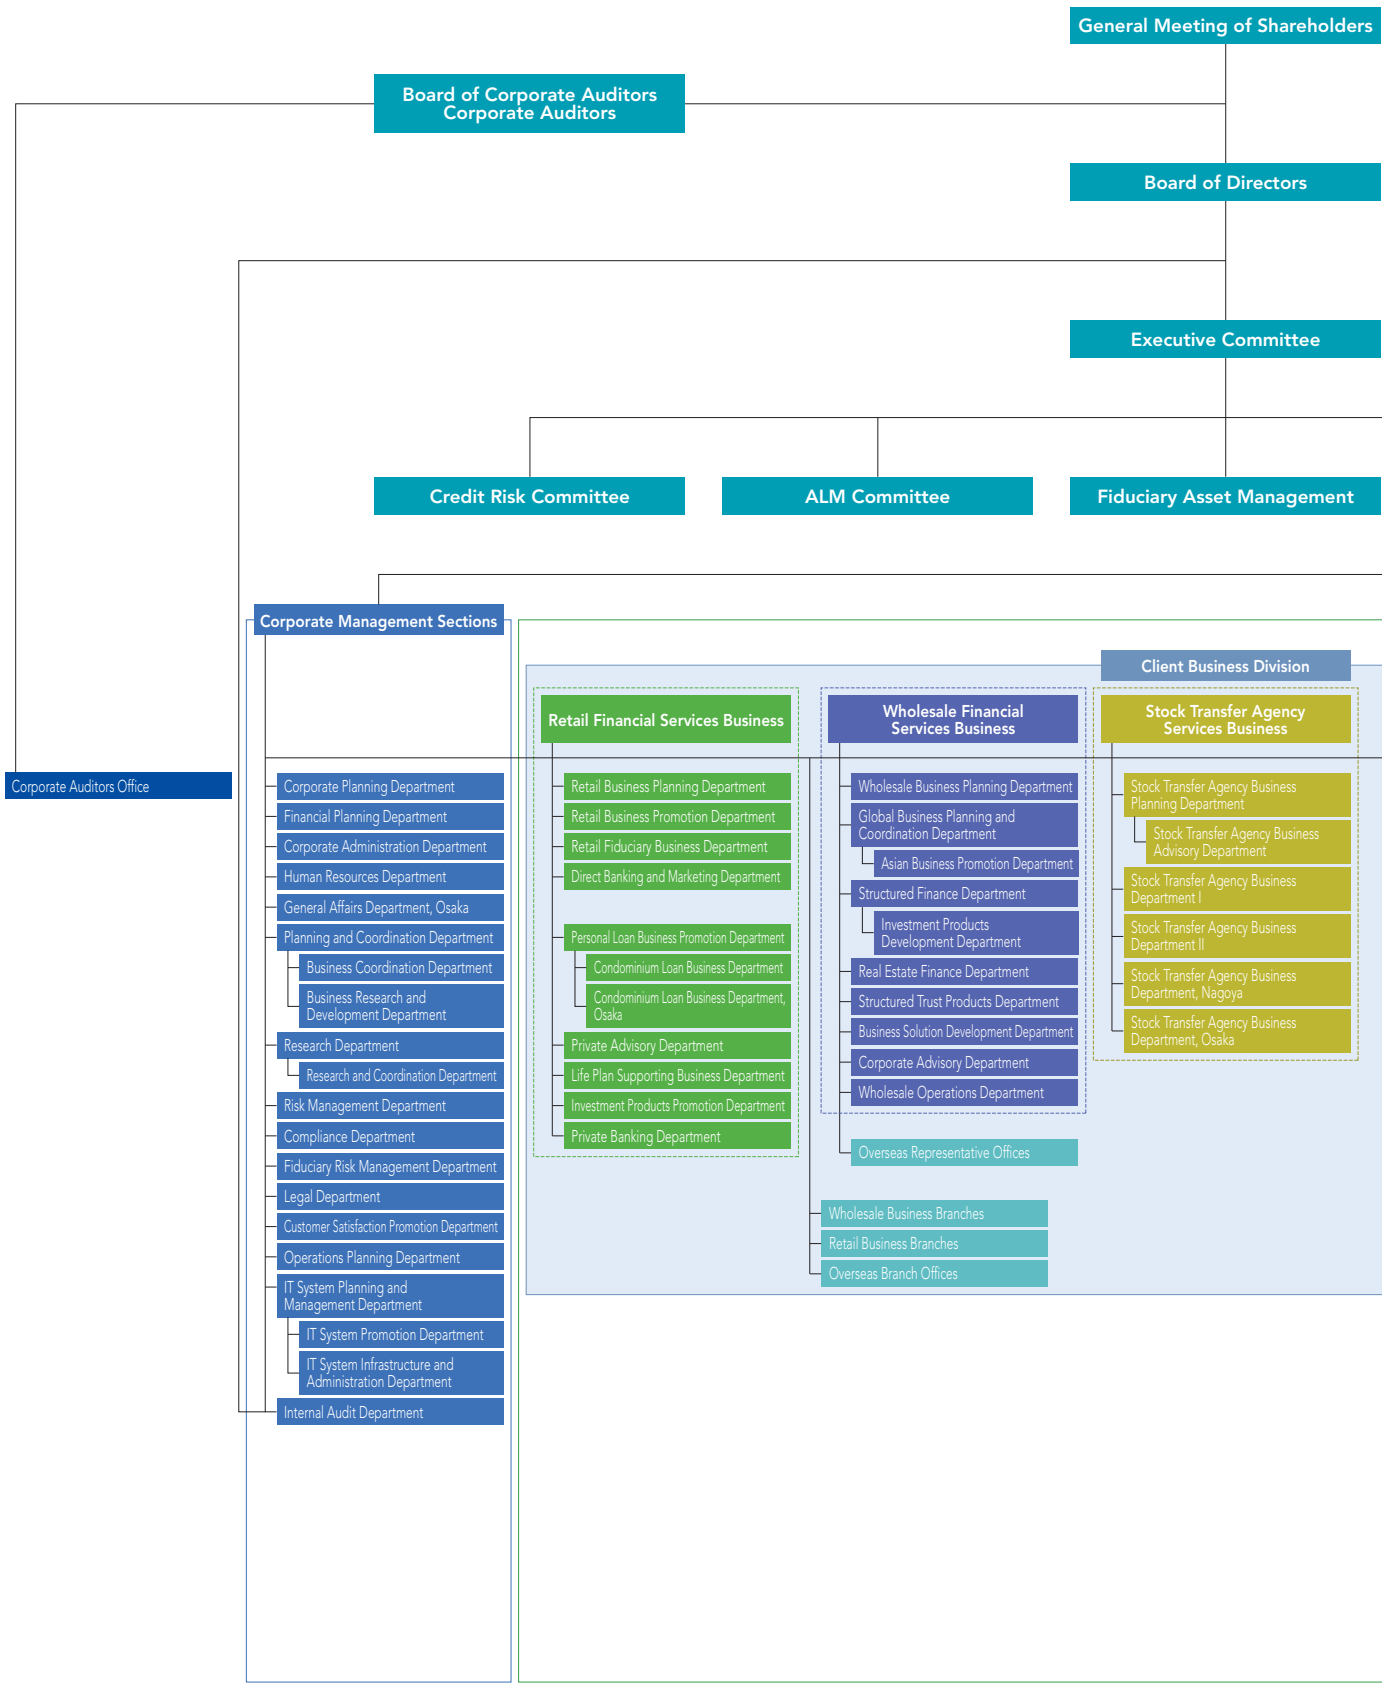 General Meeting of Shareholders
Board of Corporate Auditors
Corporate Auditors
Board of Directors
Executive Committee
Credit Risk Committee
ALM Committee
Fiduciary Asset Management
Corporate Management Sections
Client Business Division
Retail Financial Services Business
Wholesale Financial
Services Business
Stock Transfer Agency
Services Business
Corporate Auditors Office
Corporate Planning Department
Financial Planning Department
Corporate Administration Department
Human Resources Department
General Affairs Department, Osaka
Planning and Coordination Department
Business Coordination Department
Business Research and
Development Department
Research Department
Research and Coordination Department
Risk Management Department
Compliance Department
Fiduciary Risk Management Department
Legal Department
Customer Satisfaction Promotion Department
Operations Planning Department
IT System Planning and
Management Department
IT System Promotion Department
IT System Infrastructure and
Administration Department
Internal Audit Department
Retail Business Planning Department
Retail Business Promotion Department
Retail Fiduciary Business Department
Direct Banking and Marketing Department
Personal Loan Business Promotion Department
Condominium Loan Business Department
Condominium Loan Business Department,
Osaka
Private Advisory Department
Life Plan Supporting Business Department
Investment Products Promotion Department
Private Banking Department
Wholesale Business Planning Department
Global Business Planning and
Coordination Department
Asian Business Promotion Department
Structured Finance Department
Investment Products
Development Department
Real Estate Finance Department
Structured Trust Products Department
Business Solution Development Department
Corporate Advisory Department
Wholesale Operations Department
Overseas Representative Offices
Wholesale Business Branches
Retail Business Branches
Overseas Branch Offices
Stock Transfer Agency Business
Planning Department
Stock Transfer Agency Business
Advisory Department
Stock Transfer Agency Business
Department I
Stock Transfer Agency Business
Department II
Stock Transfer Agency Business
Department, Nagoya
Stock Transfer Agency Business
Department, Osaka